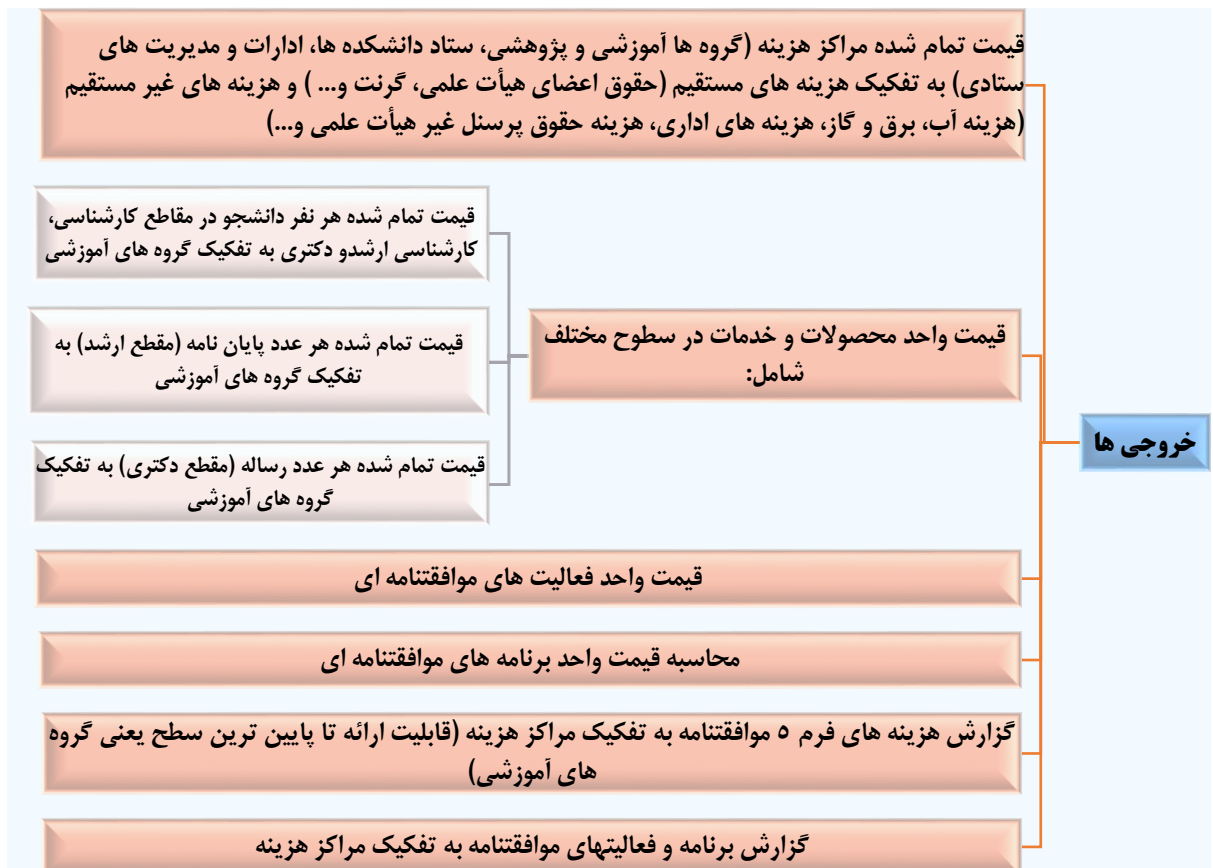 خروجی ها
قیمت تمام شده مراکز هزینه (گروه ها آموزشی و پژوهشی، ستاد دانشکده ها، ادارات و مدیریت های
ستادی) به تفکیک هزینه های مستقیم (حقوق اعضای هیأت علمی، گرنت و... ) و هزینه های غیر مستقیم
(هزینه آب، برق و گاز، هزینه های اداری، هزینه حقوق پرسنل غیر هیأت علمی و...)
قیمت واحد محصولات و خدمات در سطوح مختلف
شامل:
قیمت تمام شده هر نفر دانشجو در مقاطع کارشناسی،
کارشناسی ارشدو دکتری به تفکیک گروه های آموزشی
قیمت تمام شده هر عدد پایان نامه (مقطع ارشد) به
تفکیک گروه های آموزشی
قیمت تمام شده هر عدد رساله (مقطع دکتری) به تفکیک
گروه های آموزشی
قیمت واحد فعالیت های موافقتنامه ای
محاسبه قیمت واحد برنامه های موافقتنامه ای
گزارش هزینه های فرم ۵ موافقتنامه به تفکیک مراکز هزینه (قابلیت ارائه تا پایین ترین سطح یعنی گروه
های آموزشی)
گزارش برنامه و فعالیتهای موافقتنامه به تفکیک مراکز هزینه